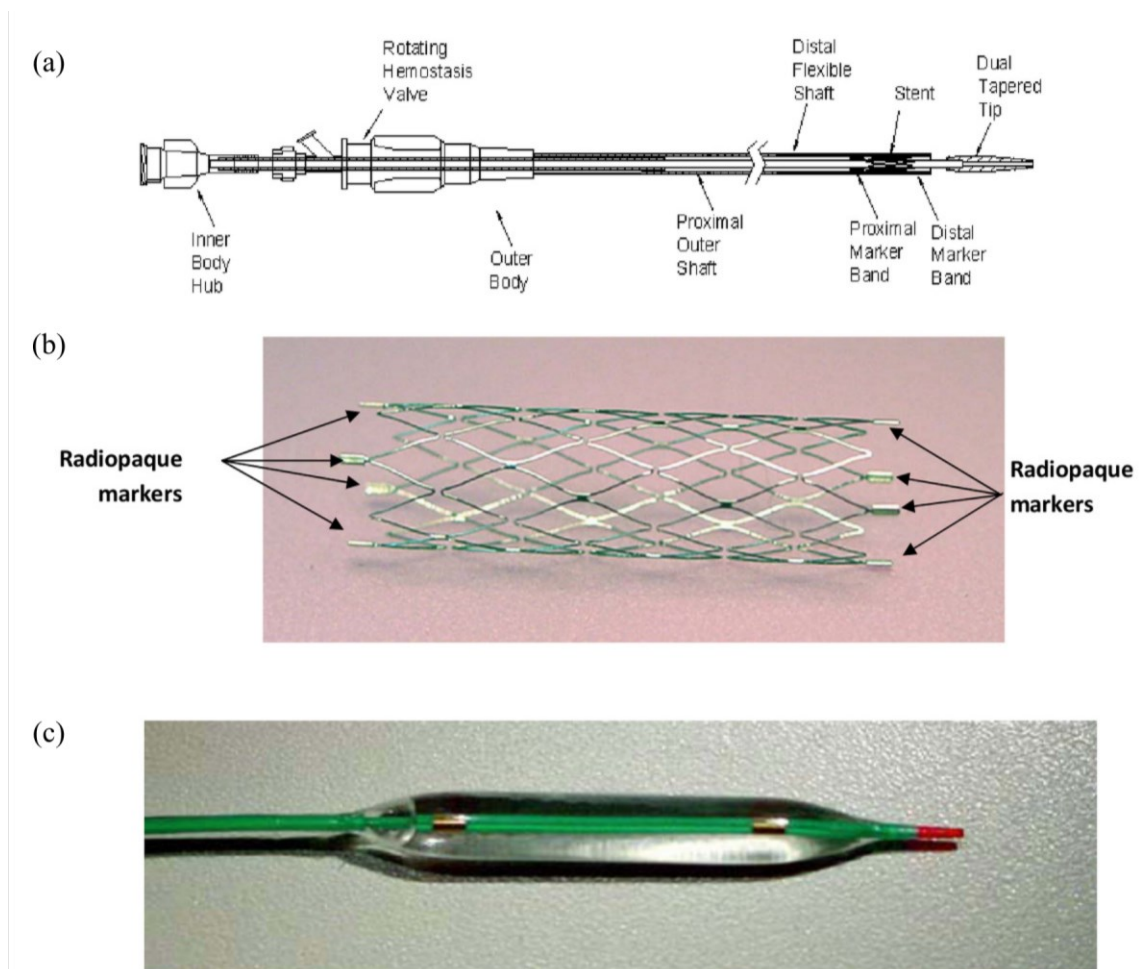 (a)
Rotating
Hemostasis
Valve
Distal
Flexible
Shaft
Stent
Dual
Tapered
Tip
Inner
Body
Hub
Outer
Body
Proximal
Outer
Shaft
Proximal
Marker
Band
Distal
Marker
Band
(b)
Radiopaque
markers
Radiopaque
markers
(c)